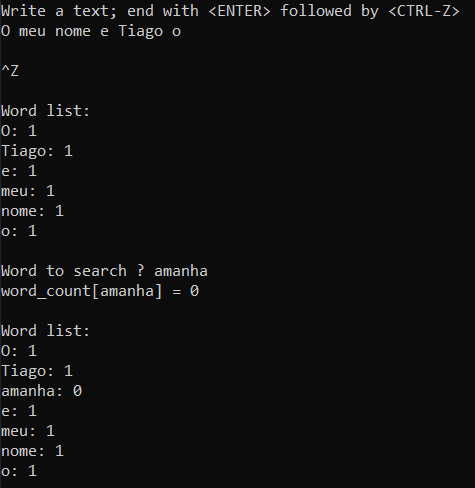 Write a text; end with <ENTER> followed by <CTRL-Z>
O meu nome e Tiago o
^Z
Word list:
O: 1
Tiago: 1
e: 1
meu: 1
nome: 1
o: 1
Word to search ? amanha
word_count[amanha] = 0
Word list:
O: 1
Tiago: 1
amanha: 0
e: 1
meu: 1
nome: 1
o: 1